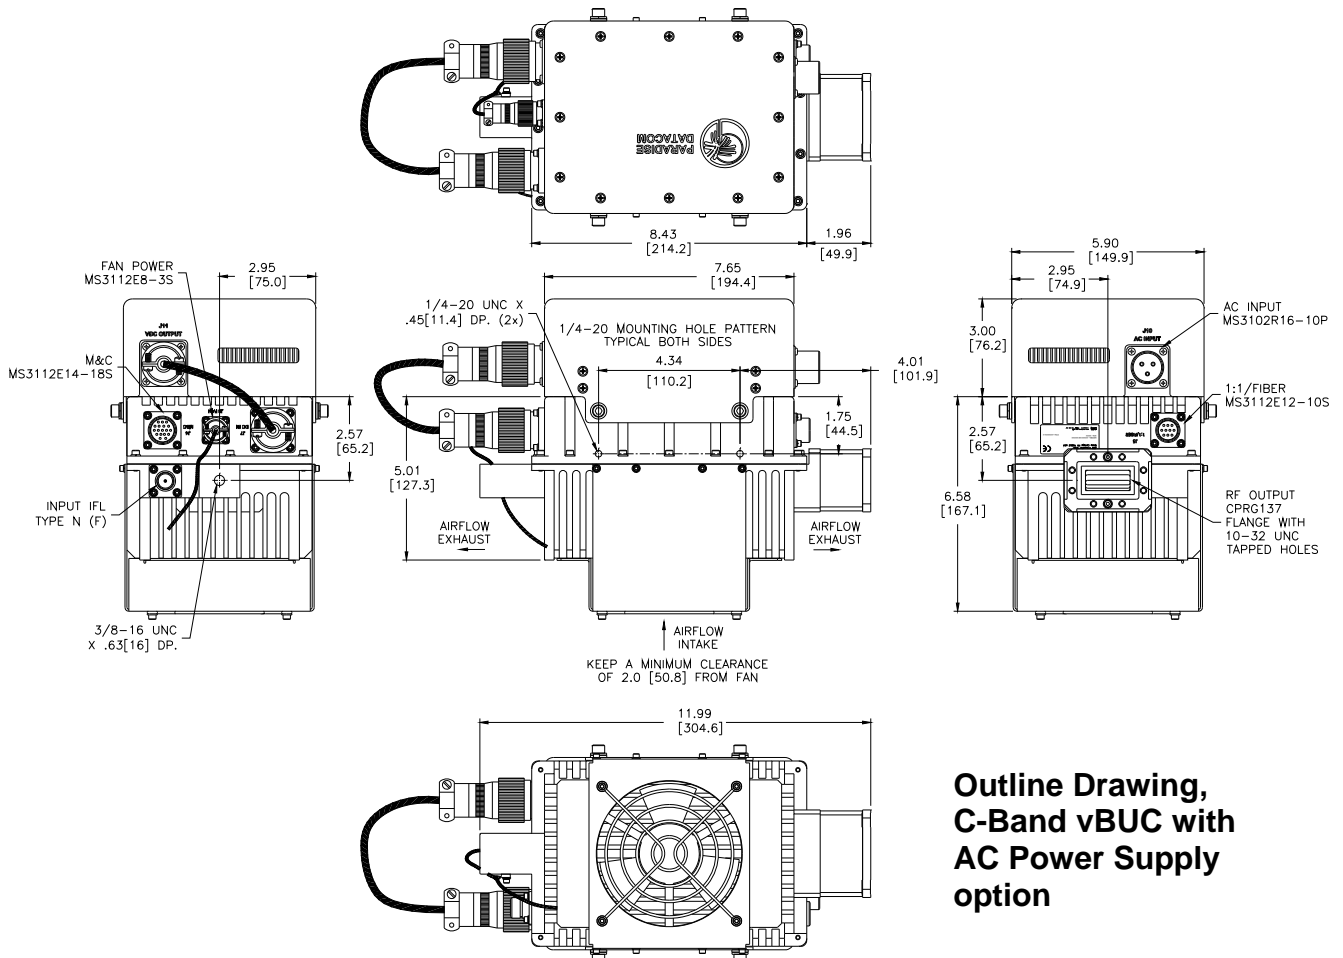 PARADISE
DATACOM
8.43
[214.2]
1.96
[49.9]
FAN POWER
MS3112E8-3S
2.95
[75.0]
J11
VDC OUTPUT
M&C
MS3112E14-18S
2.57
[65.2]
INPUT IFL
TYPE N (F)
3/8-16 UNC
X .63[16] DP.
7.65
[194.4]
1/4-20 UNC X
.45[11.4] DP. (2x)
1/4-20 MOUNTING HOLE PATTERN
TYPICAL BOTH SIDES
4.34
[110.2]
4.01
[101.9]
1.75
[44.5]
5.01
[127.3]
AIRFLOW
EXHAUST
AIRFLOW
EXHAUST
AIRFLOW
INTAKE
KEEP A MINIMUM CLEARANCE
OF 2.0 [50.8] FROM FAN
5.90
[149.9]
2.95
[74.9]
3.00
[76.2]
J10
AC INPUT
AC INPUT
MS3102R16-10P
1:1/FIBER
MS3112E12-10S
2.57
[65.2]
6.58
[167.1]
RF OUTPUT
CPRG137
FLANGE WITH
10-32 UNC
TAPPED HOLES
11.99
[304.6]
Outline Drawing,
C-Band vBUC with
AC Power Supply
option